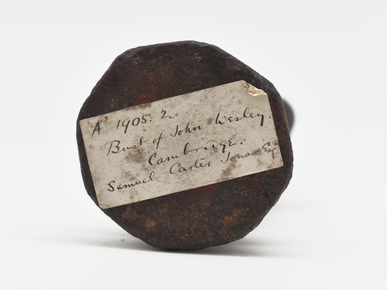 A 1905. 2.
Bust of John Wesley.
Cambridge.
Samuel Carter Jonas Esq